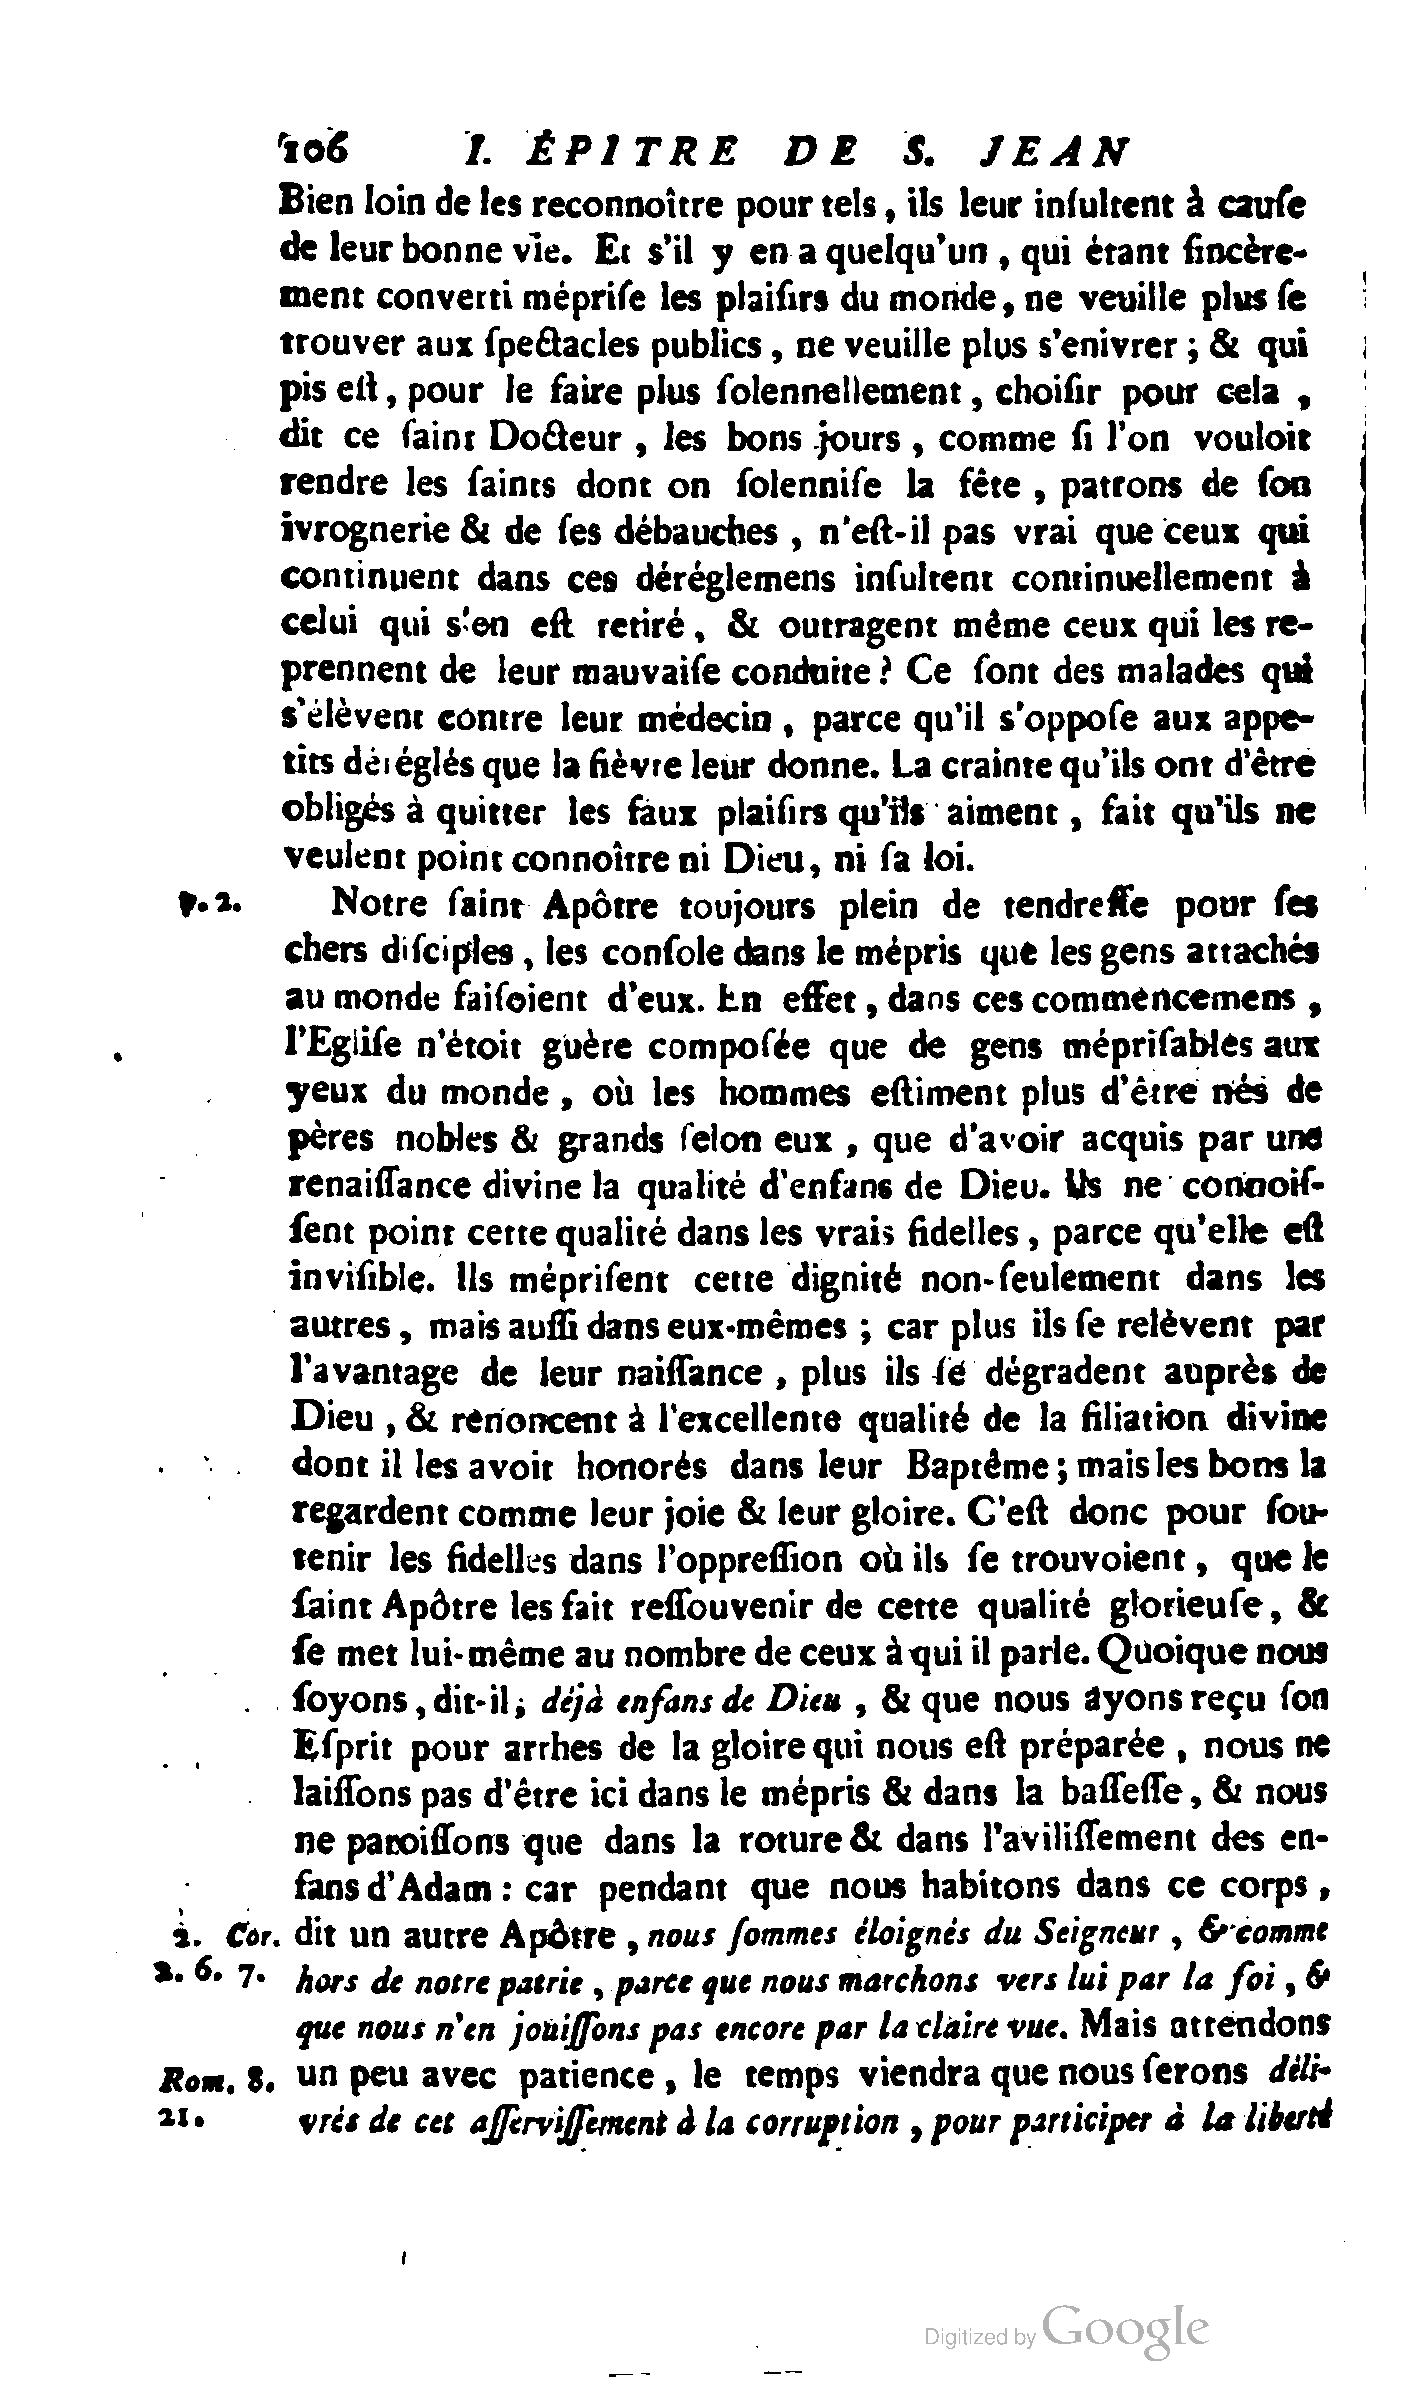 106 I. ÉPITRE DE S. JEAN
Bien loin de les reconnoître pour tels, ils leur inſultent à cauſe
de leur bonne vie. Et s'il y en a quelqu'un, qui étant ſincère-
ment converti mépriſe les plaiſirs du monde, ne veuille plus ſe
trouver aux ſpectacles publics, ne veuille plus s'enivrer; & qui
pis eſt, pour le faire plus ſolennellement, choiſir pour cela,
dit ce ſaint Docteur, les bons jours, comme ſi l'on vouloit
rendre les ſaints dont on ſolenniſe la fête, patrons de ſon
ivrognerie & de ſes débauches, n'eſt-il pas vrai que ceux qui
continuent dans ces déréglemens inſultent continuellement à
celui qui s'en eſt retiré, & outragent même ceux qui les re-
prennent de leur mauvaiſe conduite? Ce ſont des malades qui
s'élèvent contre leur médecin, parce qu'il s'oppoſe aux appe-
tits déréglés que la fièvre leur donne. La crainte qu'ils ont d'être
obligés à quitter les faux plaiſirs qu'ils aiment, fait qu'ils ne
veulent point connoître ni Dieu, ni ſa loi.
℣. 2. Notre ſaint Apôtre toujours plein de tendreſſe pour ſes
chers diſciples, les conſole dans le mépris que les gens attachés
au monde faiſoient d'eux. En effet, dans ces commencemens,
l'Egliſe n'étoit guère compoſée que de gens mépriſables aux
yeux du monde, où les hommes eſtiment plus d'être nés de
pères nobles & grands ſelon eux, que d'avoir acquis par une
renaiſſance divine la qualité d'enfans de Dieu. Ils ne connoiſ-
ſent point cette qualité dans les vrais fidelles, parce qu'elle eſt
inviſible. Ils mépriſent cette dignité non-ſeulement dans les
autres, mais auſſi dans eux-mêmes; car plus ils ſe relèvent par
l'avantage de leur naiſſance, plus ils ſe dégradent auprès de
Dieu, & renoncent à l'excellente qualité de la filiation divine
dont il les avoit honorés dans leur Baptême; mais les bons la
regardent comme leur joie & leur gloire. C'eſt donc pour ſou-
tenir les fidelles dans l'oppreſſion où ils ſe trouvoient, que le
ſaint Apôtre les fait reſſouvenir de cette qualité glorieuſe, &
ſe met lui-même au nombre de ceux à qui il parle. Quoique nous
ſoyons, dit-il, déjà enfans de Dieu, & que nous ayons reçu ſon
Eſprit pour arrhes de la gloire qui nous eſt préparée, nous ne
laiſſons pas d'être ici dans le mépris & dans la baſſeſſe, & nous
ne paroiſſons que dans la roture & dans l'aviliſſement des en-
fans d'Adam : car pendant que nous habitons dans ce corps,
2. Cor. dit un autre Apôtre, nous ſommes éloignés du Seigneur, & comme
2. 6. 7. hors de notre patrie, parce que nous marchons vers lui par la foi, &
que nous n'en jouiſſons pas encore par la claire vue. Mais attendons
Rom. 8. un peu avec patience, le temps viendra que nous ſerons déli-
21. vrés de cet aſſerviſſement à la corruption, pour participer à la liberté
Digitized by Google